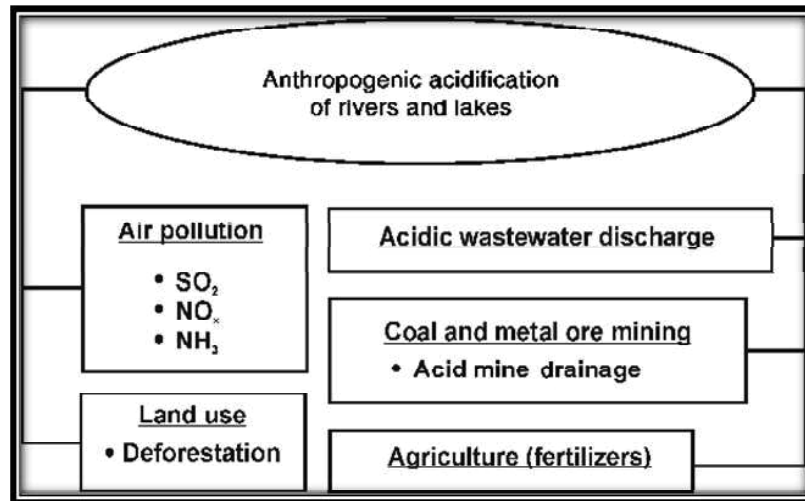 Anthropogenic acidification
of rivers and lakes
Air pollution
• SO₂
• NOₓ
• NH₃
Land use
• Deforestation
Acidic wastewater discharge
Coal and metal ore mining
• Acid mine drainage
Agriculture (fertilizers)